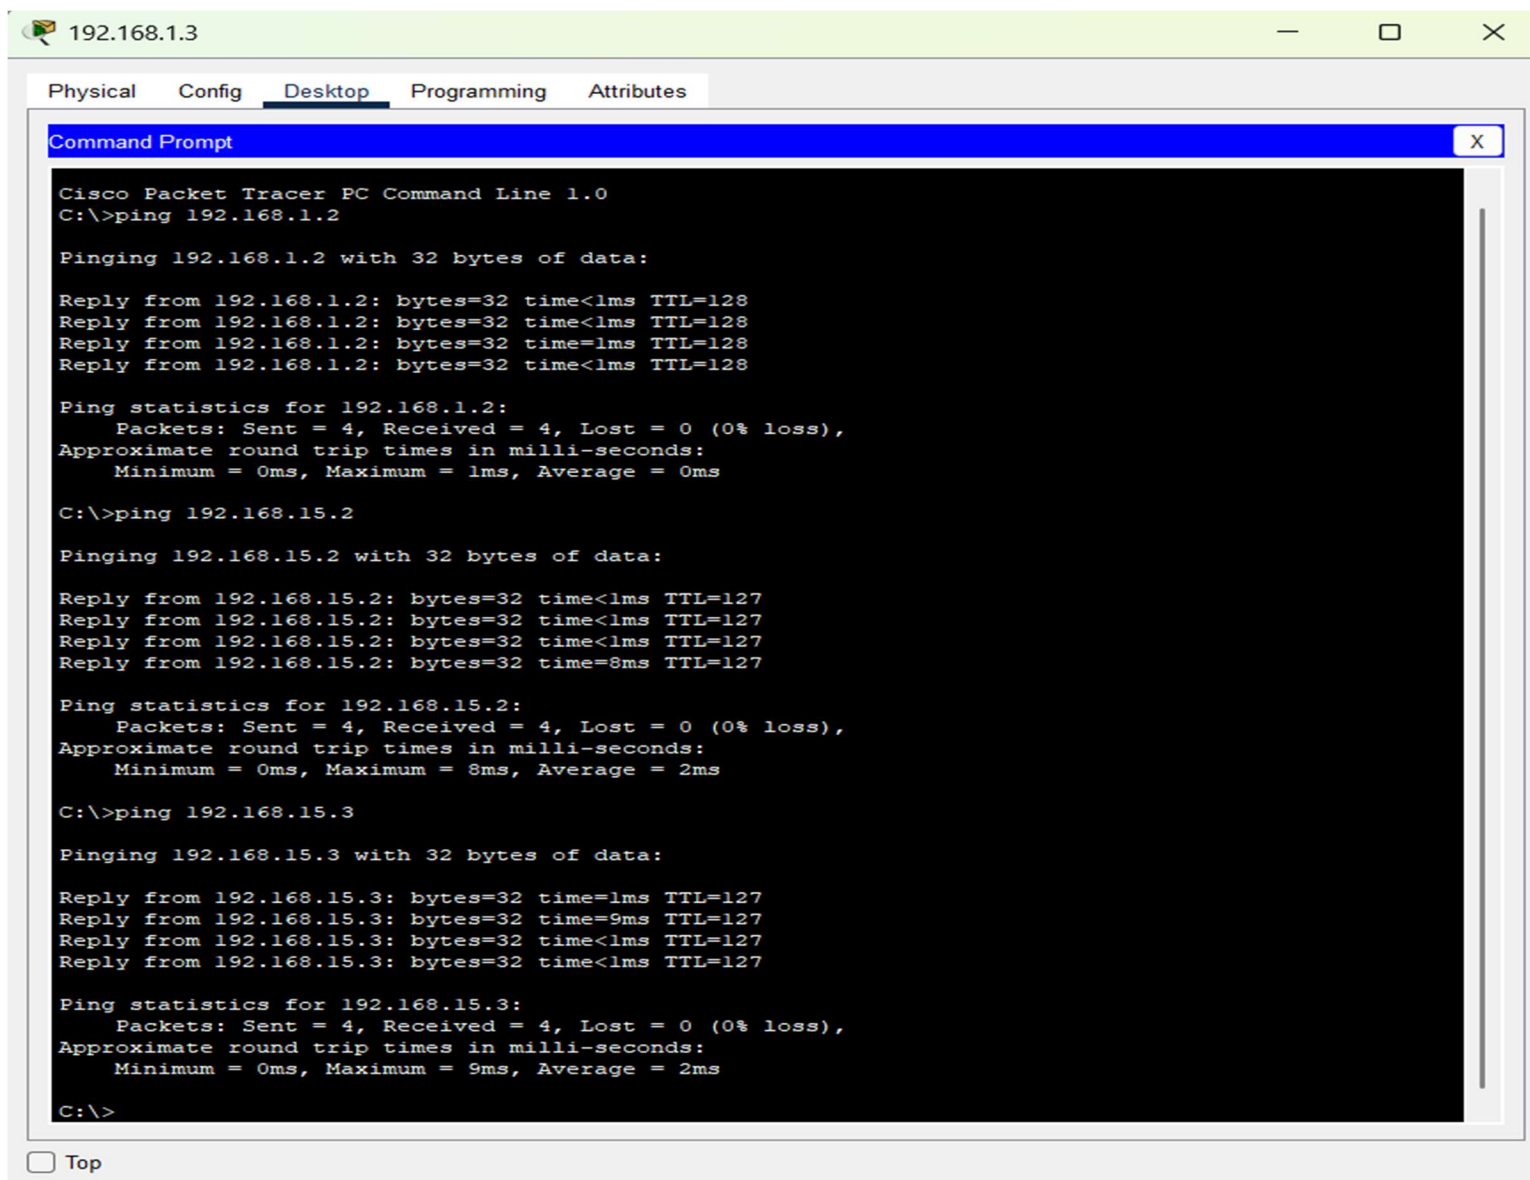 192.168.1.3
Physical Config Desktop Programming Attributes
Command Prompt X
Cisco Packet Tracer PC Command Line 1.0
C:\>ping 192.168.1.2
Pinging 192.168.1.2 with 32 bytes of data:
Reply from 192.168.1.2: bytes=32 time<1ms TTL=128
Reply from 192.168.1.2: bytes=32 time<1ms TTL=128
Reply from 192.168.1.2: bytes=32 time=1ms TTL=128
Reply from 192.168.1.2: bytes=32 time<1ms TTL=128
Ping statistics for 192.168.1.2:
Packets: Sent = 4, Received = 4, Lost = 0 (0% loss),
Approximate round trip times in milli-seconds:
Minimum = 0ms, Maximum = 1ms, Average = 0ms
C:\>ping 192.168.15.2
Pinging 192.168.15.2 with 32 bytes of data:
Reply from 192.168.15.2: bytes=32 time<1ms TTL=127
Reply from 192.168.15.2: bytes=32 time<1ms TTL=127
Reply from 192.168.15.2: bytes=32 time<1ms TTL=127
Reply from 192.168.15.2: bytes=32 time=8ms TTL=127
Ping statistics for 192.168.15.2:
Packets: Sent = 4, Received = 4, Lost = 0 (0% loss),
Approximate round trip times in milli-seconds:
Minimum = 0ms, Maximum = 8ms, Average = 2ms
C:\>ping 192.168.15.3
Pinging 192.168.15.3 with 32 bytes of data:
Reply from 192.168.15.3: bytes=32 time=1ms TTL=127
Reply from 192.168.15.3: bytes=32 time=9ms TTL=127
Reply from 192.168.15.3: bytes=32 time<1ms TTL=127
Reply from 192.168.15.3: bytes=32 time<1ms TTL=127
Ping statistics for 192.168.15.3:
Packets: Sent = 4, Received = 4, Lost = 0 (0% loss),
Approximate round trip times in milli-seconds:
Minimum = 0ms, Maximum = 9ms, Average = 2ms
C:\>
Top